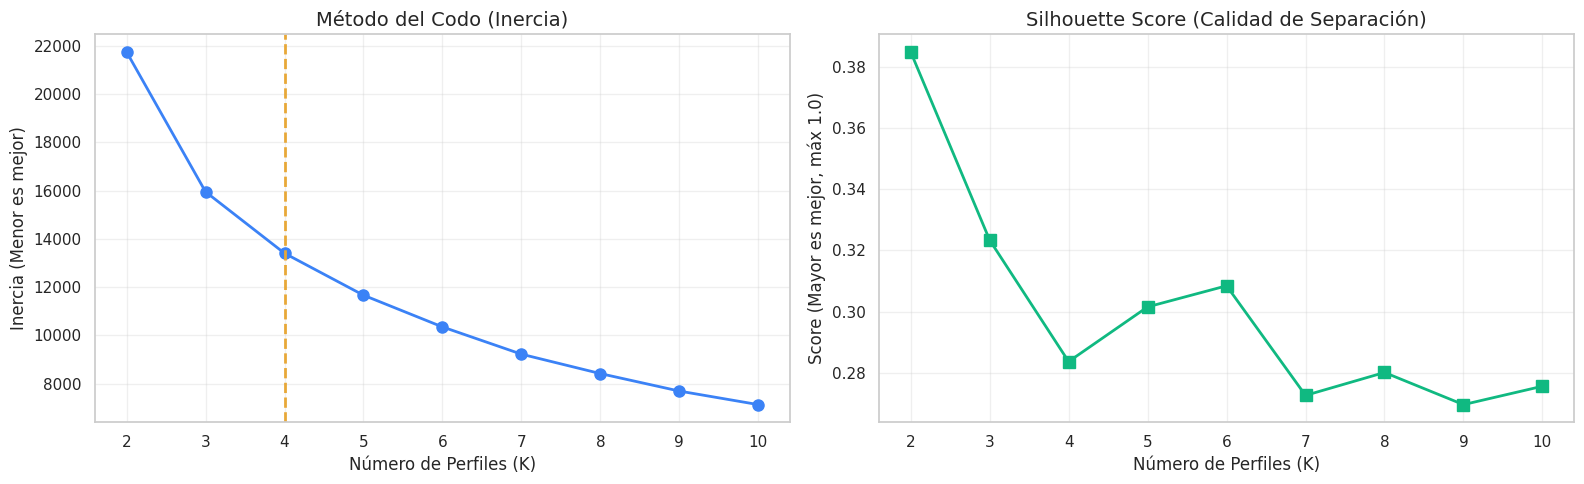 Método del Codo (Inercia)
Inercia (Menor es mejor)
22000
20000
18000
16000
14000
12000
10000
8000
2 3 4 5 6 7 8 9 10
Número de Perfiles (K)
Silhouette Score (Calidad de Separación)
Score (Mayor es mejor, máx 1.0)
0.38
0.36
0.34
0.32
0.30
0.28
2 3 4 5 6 7 8 9 10
Número de Perfiles (K)